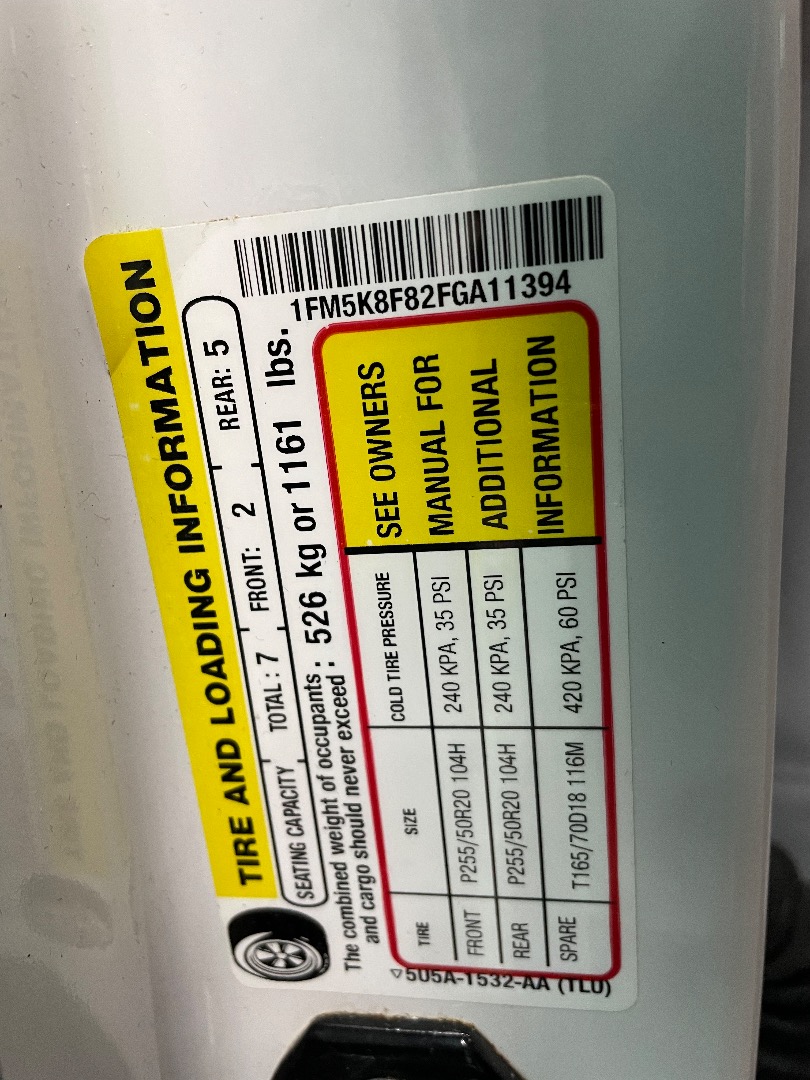 TIRE AND LOADING INFORMATION
SEATING CAPACITY TOTAL: 7 FRONT: 2 REAR: 5
The combined weight of occupants and cargo should never exceed: 526 kg or 1161 lbs.
TIRE SIZE COLD TIRE PRESSURE
FRONT P255/50R20 104H 240 KPA, 35 PSI
REAR P255/50R20 104H 240 KPA, 35 PSI
SPARE T165/70D18 116M 420 KPA, 60 PSI
SEE OWNERS
MANUAL FOR
ADDITIONAL
INFORMATION
1FM5K8F82FGA11394
5U5A-1532-AA (TLU)